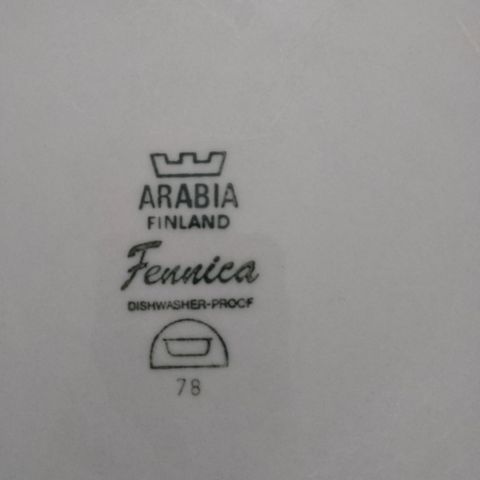 ARABIA
FINLAND
Fennica
DISHWASHER-PROOF
78